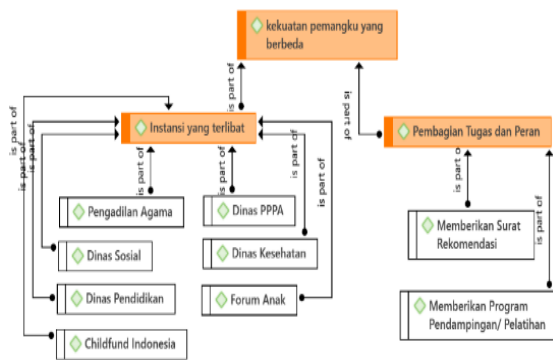 kekuatan pemangku yang
berbeda
is part of
is part of
is part of
is part of
is part of
Instansi yang terlibat
Pembagian Tugas dan Peran
is part of
is part of
is part of
is part of
is part of
Pengadilan Agama
Dinas PPPA
Memberikan Surat
Rekomendasi
Dinas Sosial
Dinas Kesehatan
Dinas Pendidikan
Forum Anak
Memberikan Program
Pendampingan/ Pelatihan
Childfund Indonesia